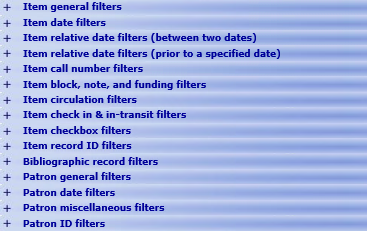 + Item general filters
+ Item date filters
+ Item relative date filters (between two dates)
+ Item relative date filters (prior to a specified date)
+ Item call number filters
+ Item block, note, and funding filters
+ Item circulation filters
+ Item check in & in-transit filters
+ Item checkbox filters
+ Item record ID filters
+ Bibliographic record filters
+ Patron general filters
+ Patron date filters
+ Patron miscellaneous filters
+ Patron ID filters